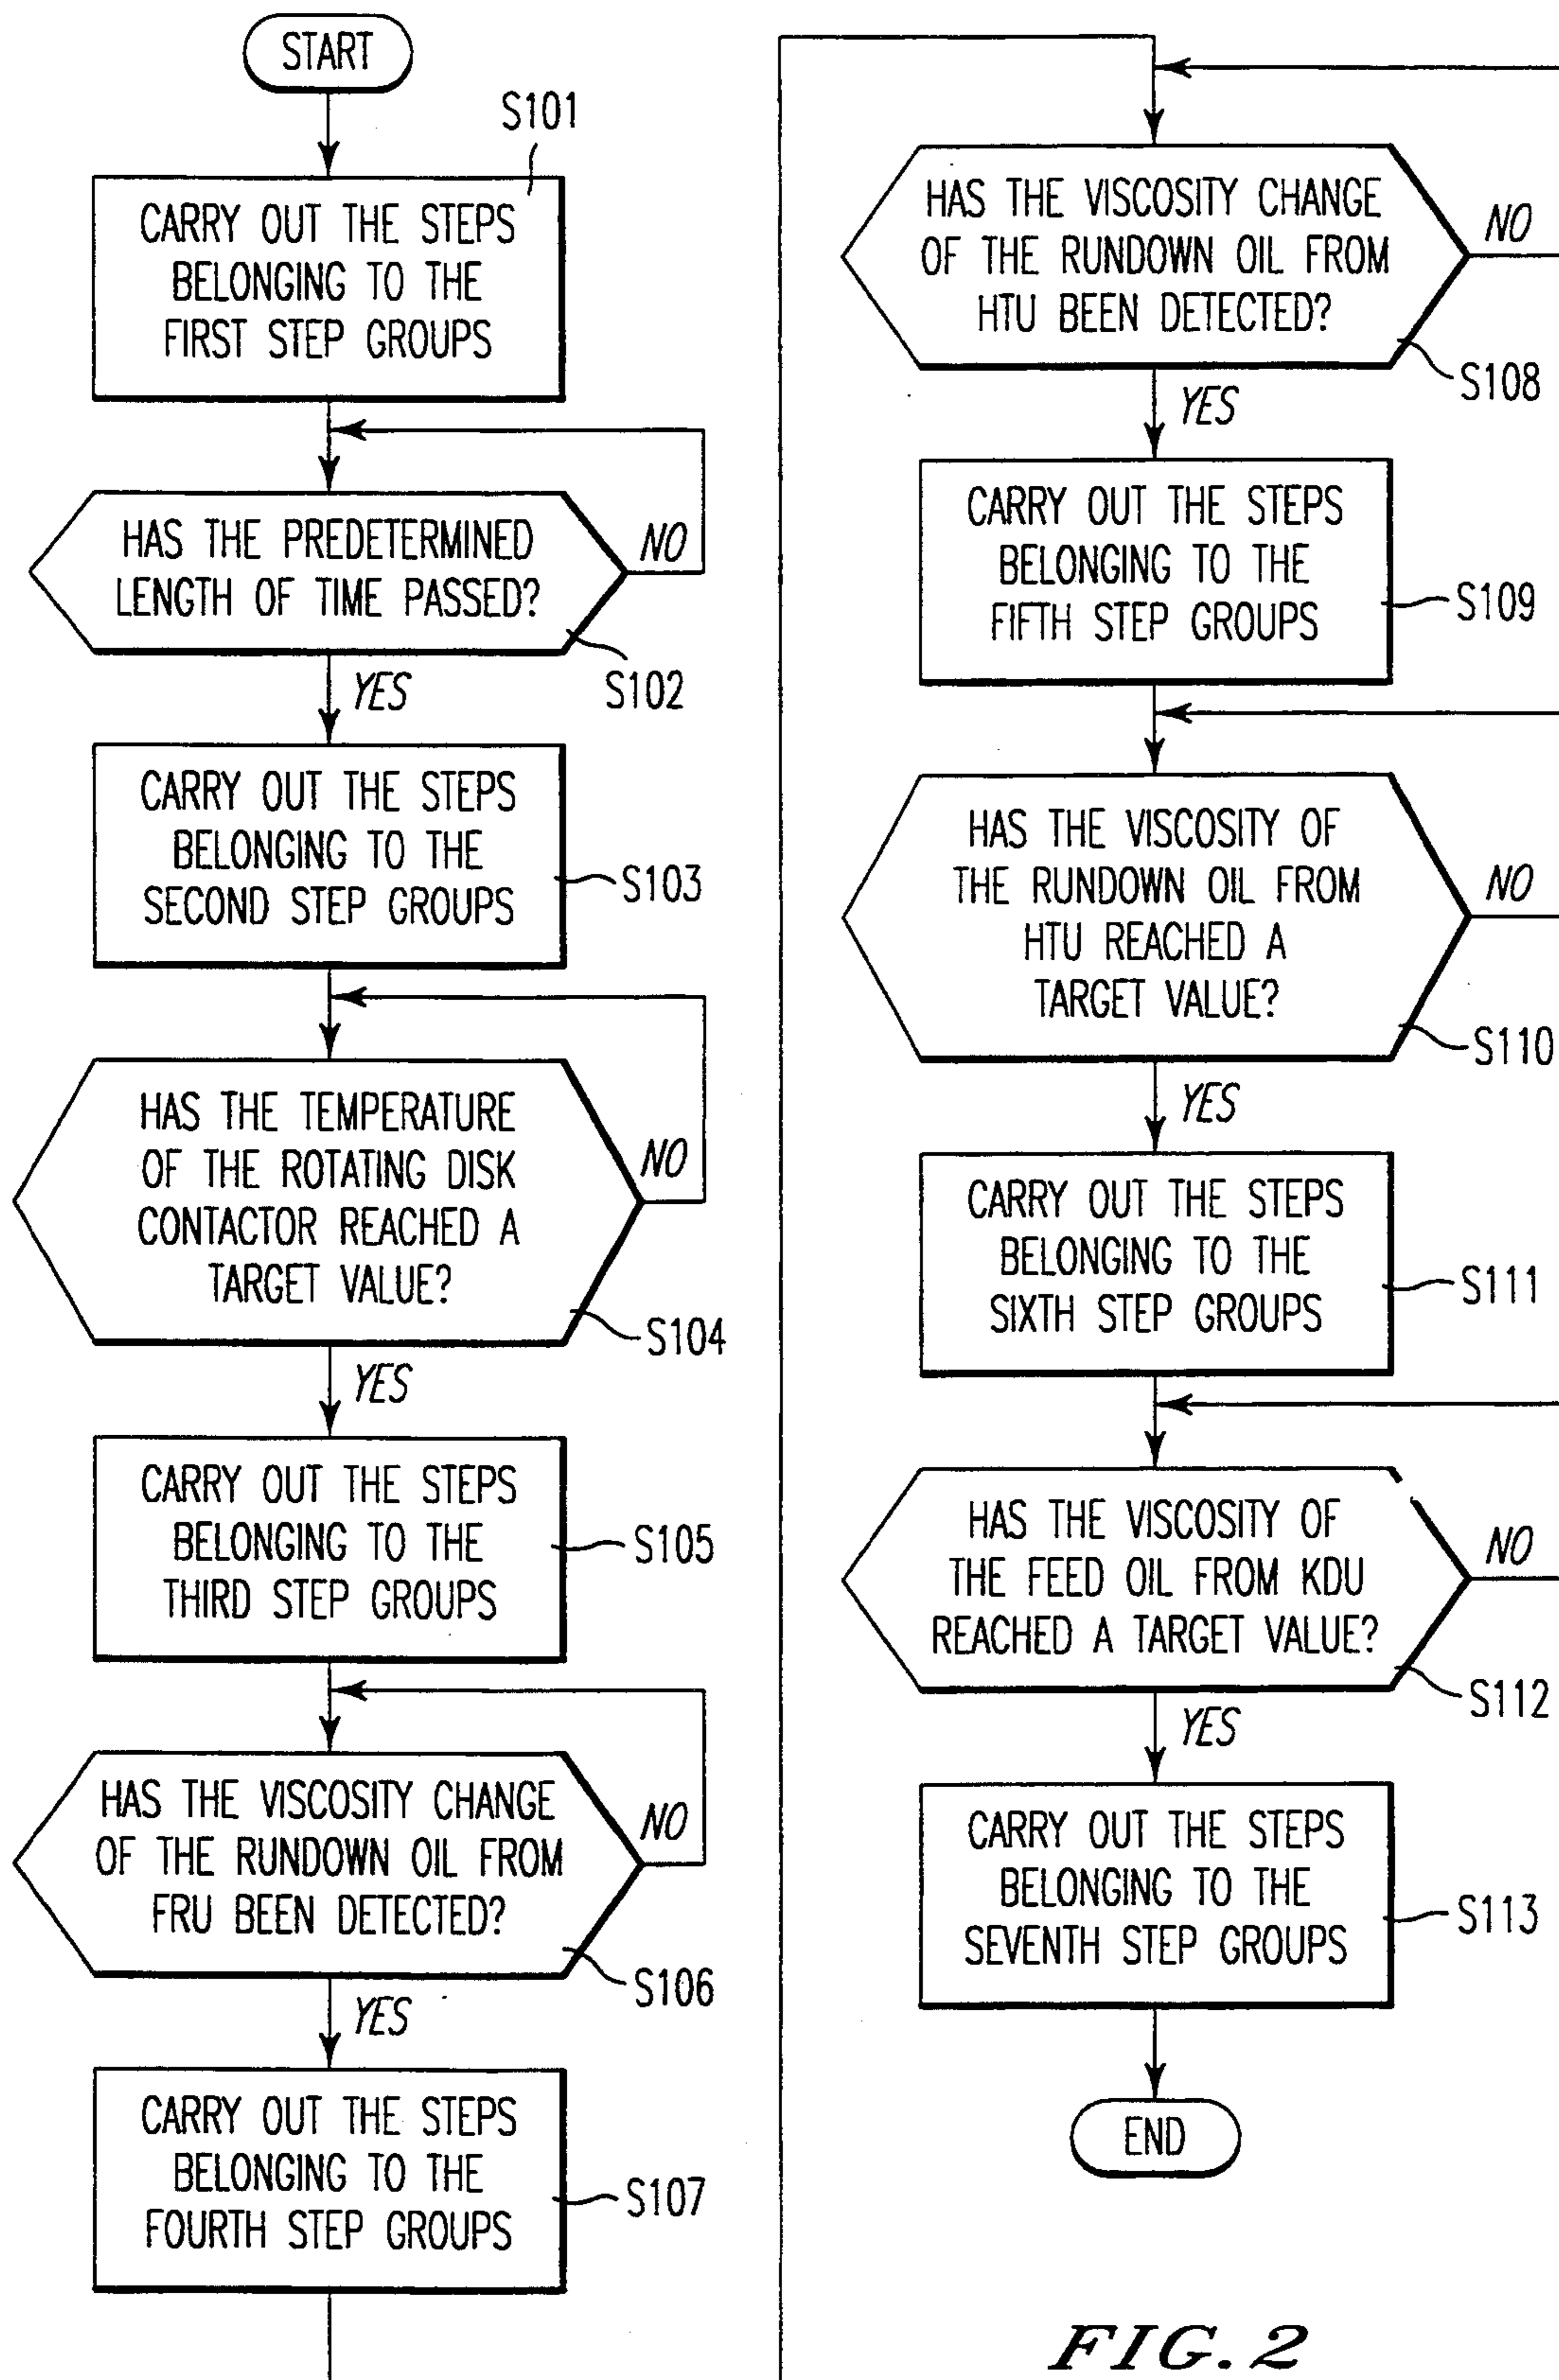 START
S101
CARRY OUT THE STEPS
BELONGING TO THE
FIRST STEP GROUPS
HAS THE PREDETERMINED
LENGTH OF TIME PASSED?
NO
S102
YES
CARRY OUT THE STEPS
BELONGING TO THE
SECOND STEP GROUPS
S103
HAS THE TEMPERATURE
OF THE ROTATING DISK
CONTACTOR REACHED A
TARGET VALUE?
NO
S104
YES
CARRY OUT THE STEPS
BELONGING TO THE
THIRD STEP GROUPS
S105
HAS THE VISCOSITY CHANGE
OF THE RUNDOWN OIL FROM
FRU BEEN DETECTED?
NO
S106
YES
CARRY OUT THE STEPS
BELONGING TO THE
FOURTH STEP GROUPS
S107
HAS THE VISCOSITY CHANGE
OF THE RUNDOWN OIL FROM
HTU BEEN DETECTED?
NO
S108
YES
CARRY OUT THE STEPS
BELONGING TO THE
FIFTH STEP GROUPS
S109
HAS THE VISCOSITY OF
THE RUNDOWN OIL FROM
HTU REACHED A
TARGET VALUE?
NO
S110
YES
CARRY OUT THE STEPS
BELONGING TO THE
SIXTH STEP GROUPS
S111
HAS THE VISCOSITY OF
THE FEED OIL FROM KDU
REACHED A TARGET VALUE?
NO
S112
YES
CARRY OUT THE STEPS
BELONGING TO THE
SEVENTH STEP GROUPS
S113
END
FIG. 2